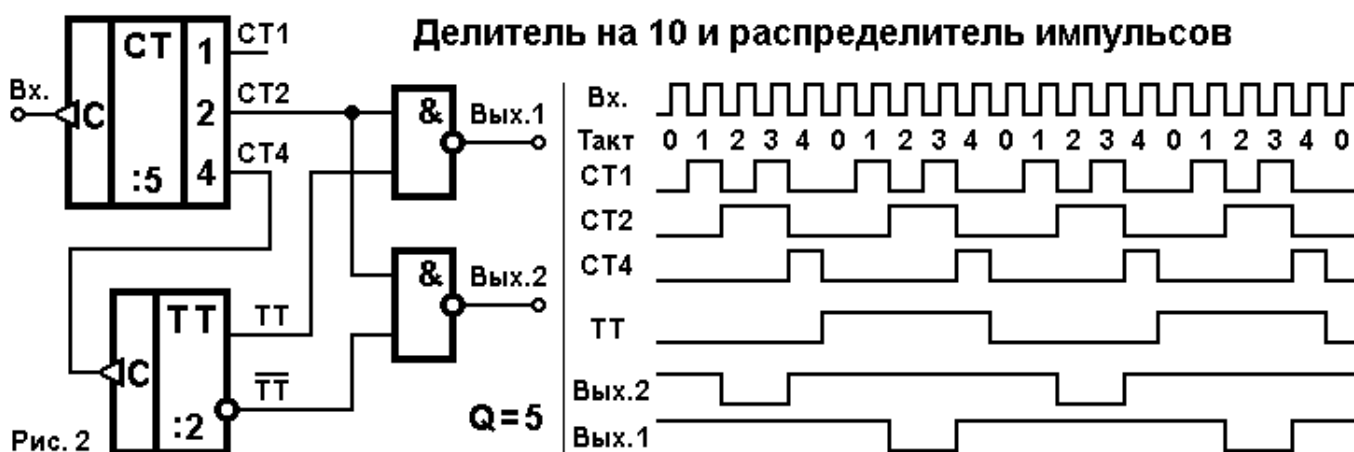 Делитель на 10 и распределитель импульсов
Вх.
C
CT
:5
1
2
4
CT1
CT2
CT4
&
Вых.1
&
Вых.2
C
TT
:2
TT
TT
Q=5
Рис. 2
Вх.
Такт 0 1 2 3 4 0 1 2 3 4 0 1 2 3 4 0 1 2 3 4 0
CT1
CT2
CT4
TT
Вых.2
Вых.1